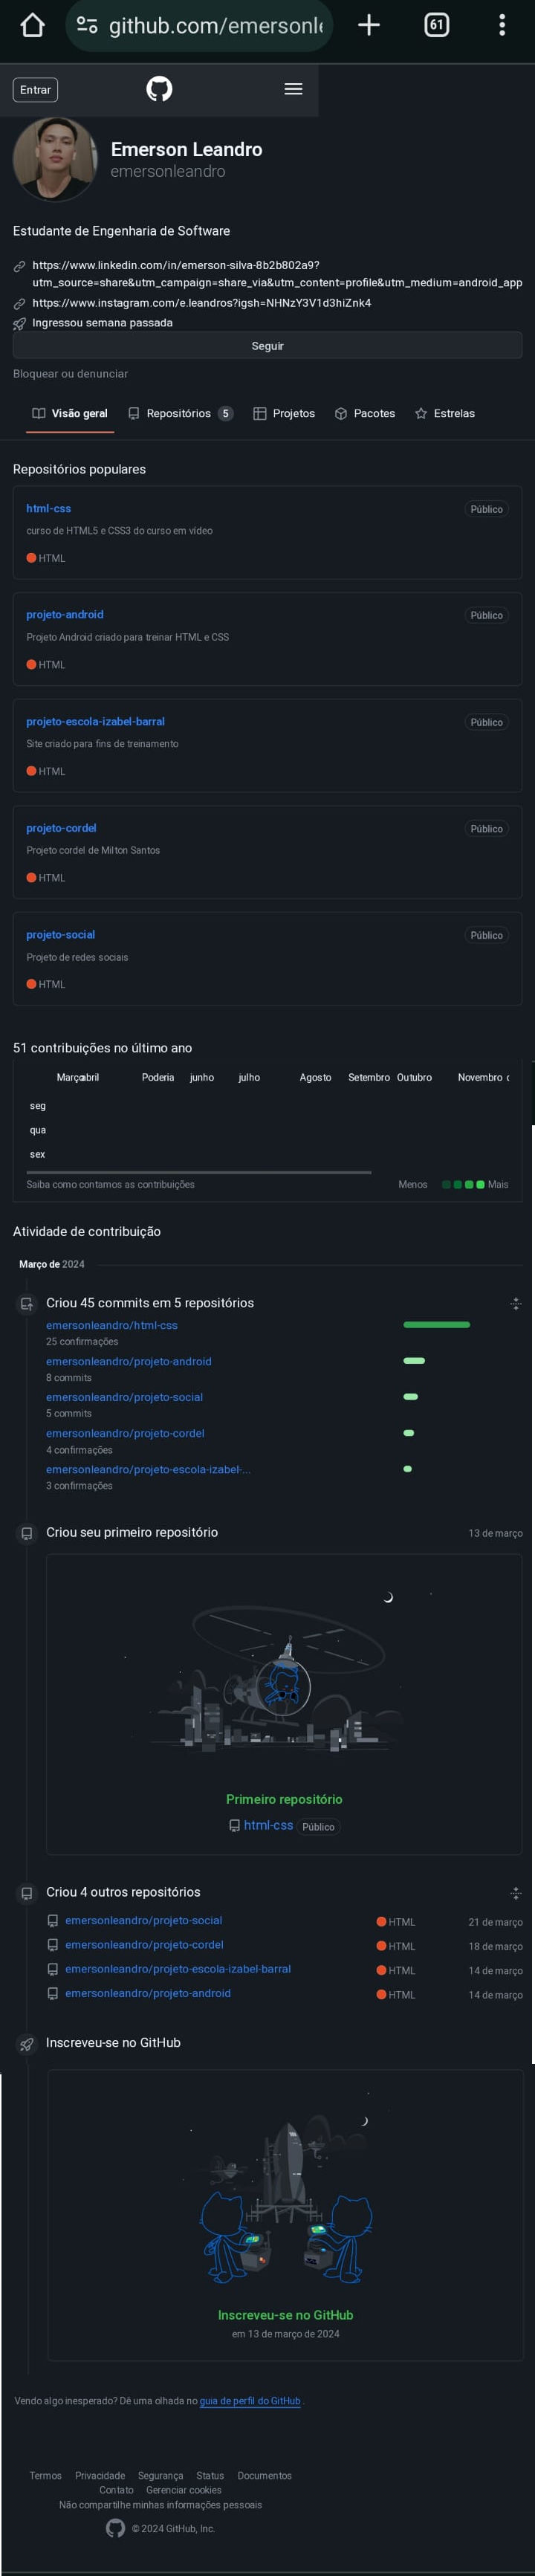 github.com/emersonle
61
Entrar
Emerson Leandro
emersonleandro
Estudante de Engenharia de Software
https://www.linkedin.com/in/emerson-silva-8b2b802a9?
utm_source=share&utm_campaign=share_via&utm_content=profile&utm_medium=android_app
https://www.instagram.com/e.leandros?igsh=NHNzY3V1d3hiZnk4
Ingressou semana passada
Seguir
Bloquear ou denunciar
Visão geral Repositórios 5 Projetos Pacotes Estrelas
Repositórios populares
html-css Público
curso de HTML5 e CSS3 do curso em vídeo
HTML
projeto-android Público
Projeto Android criado para treinar HTML e CSS
HTML
projeto-escola-izabel-barral Público
Site criado para fins de treinamento
HTML
projeto-cordel Público
Projeto cordel de Milton Santos
HTML
projeto-social Público
Projeto de redes sociais
HTML
51 contribuições no último ano
Março abril Poderia junho julho Agosto Setembro Outubro Novembro
seg
qua
sex
Saiba como contamos as contribuições Menos Mais
Atividade de contribuição
Março de 2024
Criou 45 commits em 5 repositórios
emersonleandro/html-css
25 confirmações
emersonleandro/projeto-android
8 commits
emersonleandro/projeto-social
5 commits
emersonleandro/projeto-cordel
4 confirmações
emersonleandro/projeto-escola-izabel-...
3 confirmações
Criou seu primeiro repositório 13 de março
Primeiro repositório
html-css Público
Criou 4 outros repositórios
emersonleandro/projeto-social HTML 21 de março
emersonleandro/projeto-cordel HTML 18 de março
emersonleandro/projeto-escola-izabel-barral HTML 14 de março
emersonleandro/projeto-android HTML 14 de março
Inscreveu-se no GitHub
Inscreveu-se no GitHub
em 13 de março de 2024
Vendo algo inesperado? Dê uma olhada no guia de perfil do GitHub .
Termos Privacidade Segurança Status Documentos
Contato Gerenciar cookies
Não compartilhe minhas informações pessoais
© 2024 GitHub, Inc.